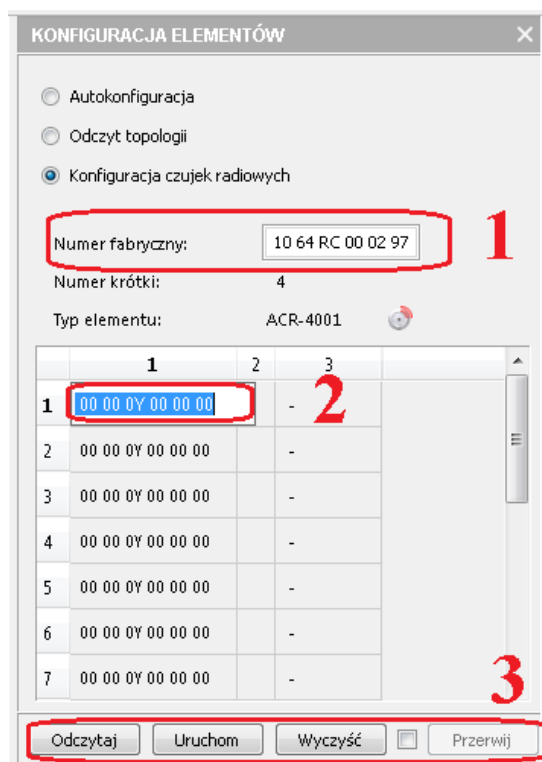 KONFIGURACJA ELEMENTÓW
Autokonfiguracja
Odczyt topologii
Konfiguracja czujek radiowych
Numer fabryczny: 10 64 RC 00 02 97 1
Numer krótki: 4
Typ elementu: ACR-4001
1 2 3
1 00 00 0Y 00 00 00 - 2
2 00 00 0Y 00 00 00 -
3 00 00 0Y 00 00 00 -
4 00 00 0Y 00 00 00 -
5 00 00 0Y 00 00 00 -
6 00 00 0Y 00 00 00 -
7 00 00 0Y 00 00 00 -
3
Odczytaj Uruchom Wyczyść Przerwij